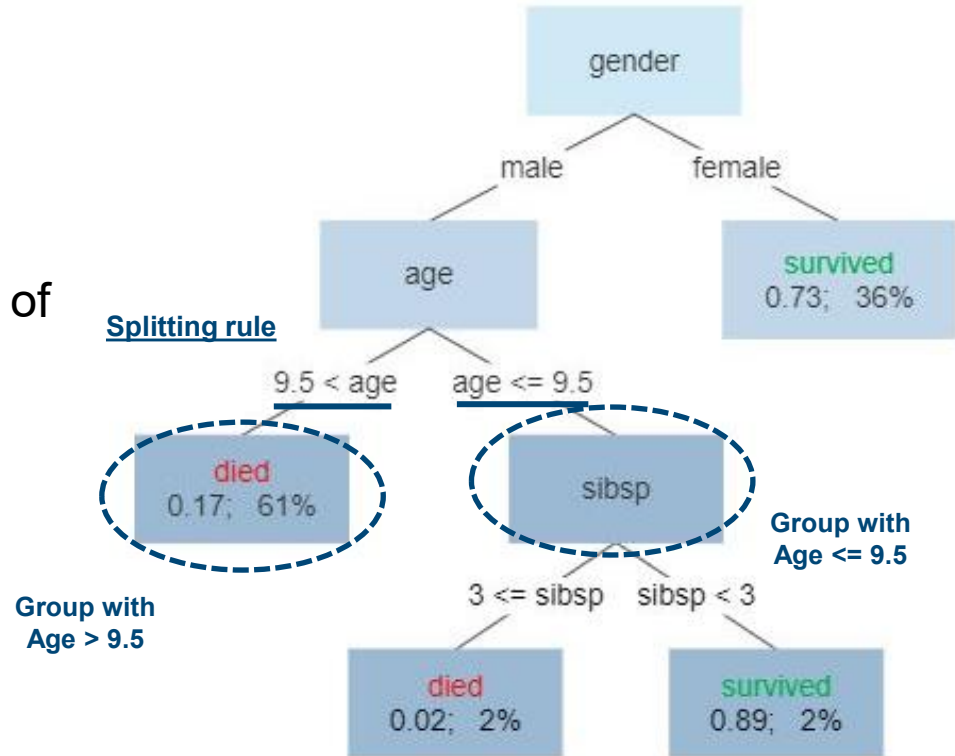 gender
male
female
age
survived
0.73; 36%
of
Splitting rule
9.5 < age
age <= 9.5
died
0.17; 61%
sibsp
Group with
Age <= 9.5
Group with
Age > 9.5
3 <= sibsp
sibsp < 3
died
0.02; 2%
survived
0.89; 2%